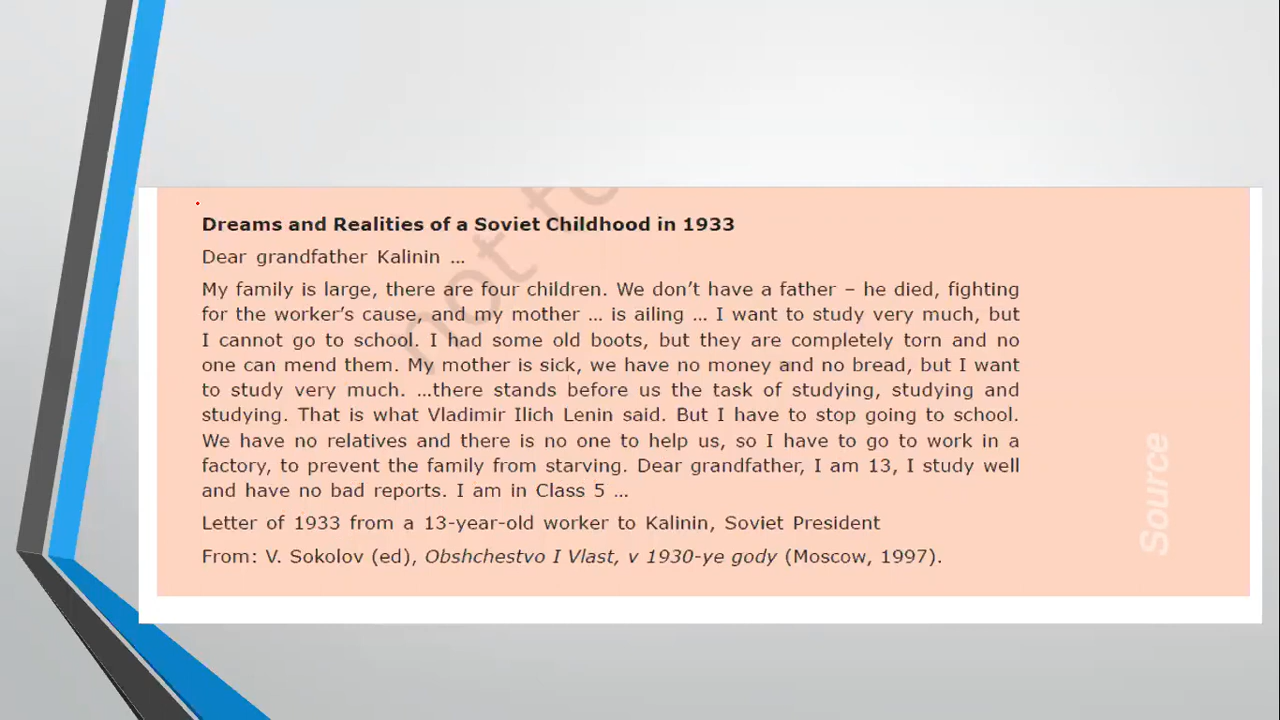 Dreams and Realities of a Soviet Childhood in 1933
Dear grandfather Kalinin ...
My family is large, there are four children. We don't have a father – he died, fighting
for the worker's cause, and my mother ... is ailing ... I want to study very much, but
I cannot go to school. I had some old boots, but they are completely torn and no
one can mend them. My mother is sick, we have no money and no bread, but I want
to study very much. ...there stands before us the task of studying, studying and
studying. That is what Vladimir Ilich Lenin said. But I have to stop going to school.
We have no relatives and there is no one to help us, so I have to go to work in a
factory, to prevent the family from starving. Dear grandfather, I am 13, I study well
and have no bad reports. I am in Class 5 ...
Letter of 1933 from a 13-year-old worker to Kalinin, Soviet President
From: V. Sokolov (ed), Obshchestvo I Vlast, v 1930-ye gody (Moscow, 1997).
Source
not to